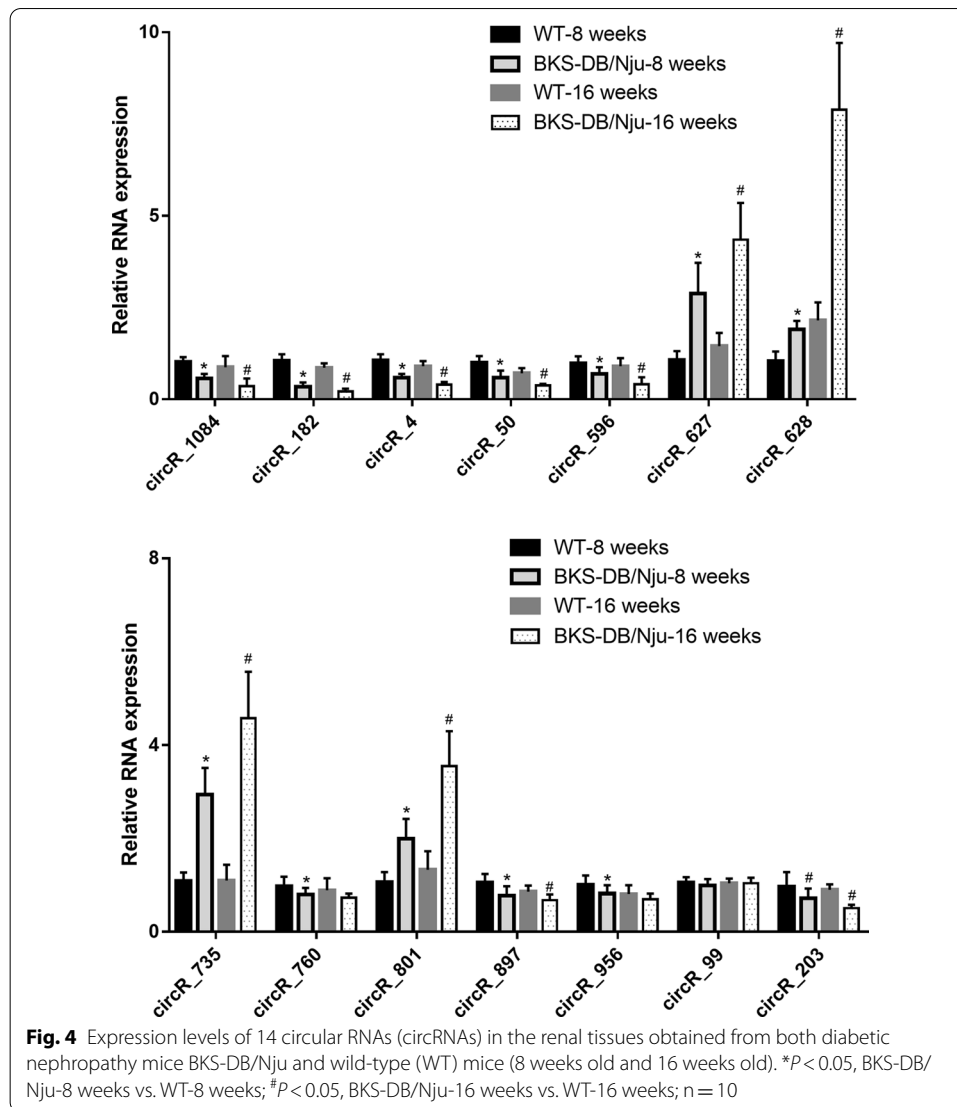 10
5
0
Relative RNA expression
WT-8 weeks
BKS-DB/Nju-8 weeks
WT-16 weeks
BKS-DB/Nju-16 weeks
* # * # * # * # * # * # * #
circR_1084
circR_182
circR_4
circR_50
circR_596
circR_627
circR_628
8
4
0
Relative RNA expression
WT-8 weeks
BKS-DB/Nju-8 weeks
WT-16 weeks
BKS-DB/Nju-16 weeks
* # * * # * # * # #
circR_735
circR_760
circR_801
circR_897
circR_956
circR_99
circR_203
Fig. 4 Expression levels of 14 circular RNAs (circRNAs) in the renal tissues obtained from both diabetic
nephropathy mice BKS-DB/Nju and wild-type (WT) mice (8 weeks old and 16 weeks old). *P < 0.05, BKS-DB/
Nju-8 weeks vs. WT-8 weeks; #P < 0.05, BKS-DB/Nju-16 weeks vs. WT-16 weeks; n = 10